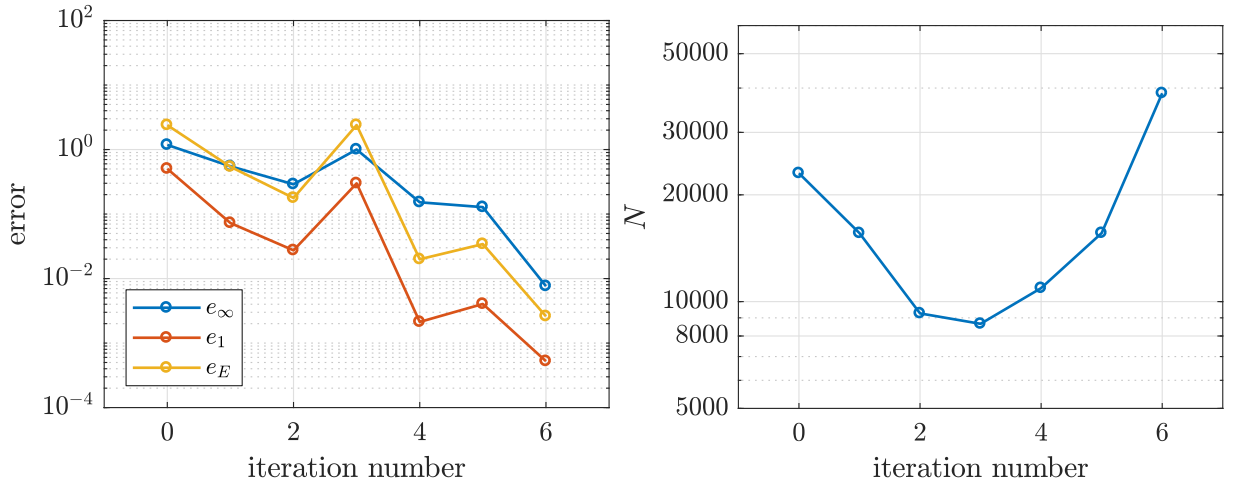 error
10^2
10^0
10^{-2}
10^{-4}
e_∞
e_1
e_E
0 2 4 6
iteration number
N
50000
30000
20000
10000
8000
5000
0 2 4 6
iteration number